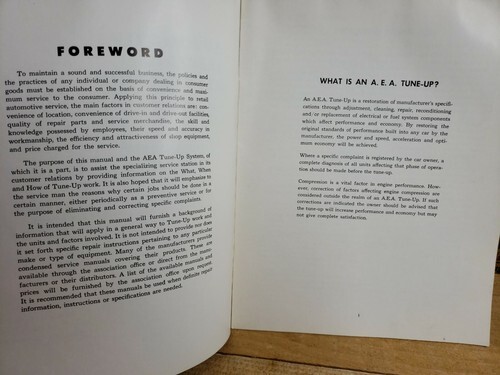 FOREWORD
To maintain a sound and successful business, the policies and
the practices of any individual or company dealing in consumer
goods must be established on the basis of convenience and maxi-
mum service to the consumer. Applying this principle to retail
automotive service, the main factors in customer relations are: con-
venience of location, convenience of drive-in and drive-out facilities,
quality of repair parts and service merchandise, the skill and
knowledge possessed by employees, their speed and accuracy in
workmanship, the efficiency and attractiveness of shop equipment,
and price charged for the service.
The purpose of this manual and the AEA Tune-Up System, of
which it is a part, is to assist the specializing service station in its
customer relations by providing information on the What, When
and How of Tune-Up work. It is also hoped that it will emphasize to
the service man the reasons why certain jobs should be done in a
certain manner, either periodically as a preventive service or for
the purpose of eliminating and correcting specific complaints.
It is intended that this manual will furnish a background of
information that will apply in a general way to Tune-Up work and
the units and factors involved. It is not intended to provide nor does
it set forth specific repair instructions pertaining to any particular
make or type of equipment. Many of the manufacturers provide
condensed service manuals covering their products. These are
available through the association office or direct from the manu-
facturers or their distributors. A list of the available manuals and
prices will be furnished by the association office upon request.
It is recommended that these manuals be used when definite repair
information, instructions or specifications are needed.
WHAT IS AN A. E. A. TUNE-UP?
An A.E.A. Tune-Up is a restoration of manufacturer's specifi-
cations through adjustment, cleaning, repair, reconditioning
and/or replacement of electrical or fuel system components
which affect performance and economy. By restoring the
original standards of performance built into any car by the
manufacturer, the power and speed, acceleration and opti-
mum economy will be achieved.
Where a specific complaint is registered by the car owner, a
complete diagnosis of all units affecting that phase of opera-
tion should be made before the tune-up.
Compression is a vital factor in engine performance. How-
ever, correction of factors affecting engine compression are
considered outside the realm of an A.E.A. Tune-Up. If such
corrections are indicated the owner should be advised that
the tune-up will increase performance and economy but may
not give complete satisfaction.
1